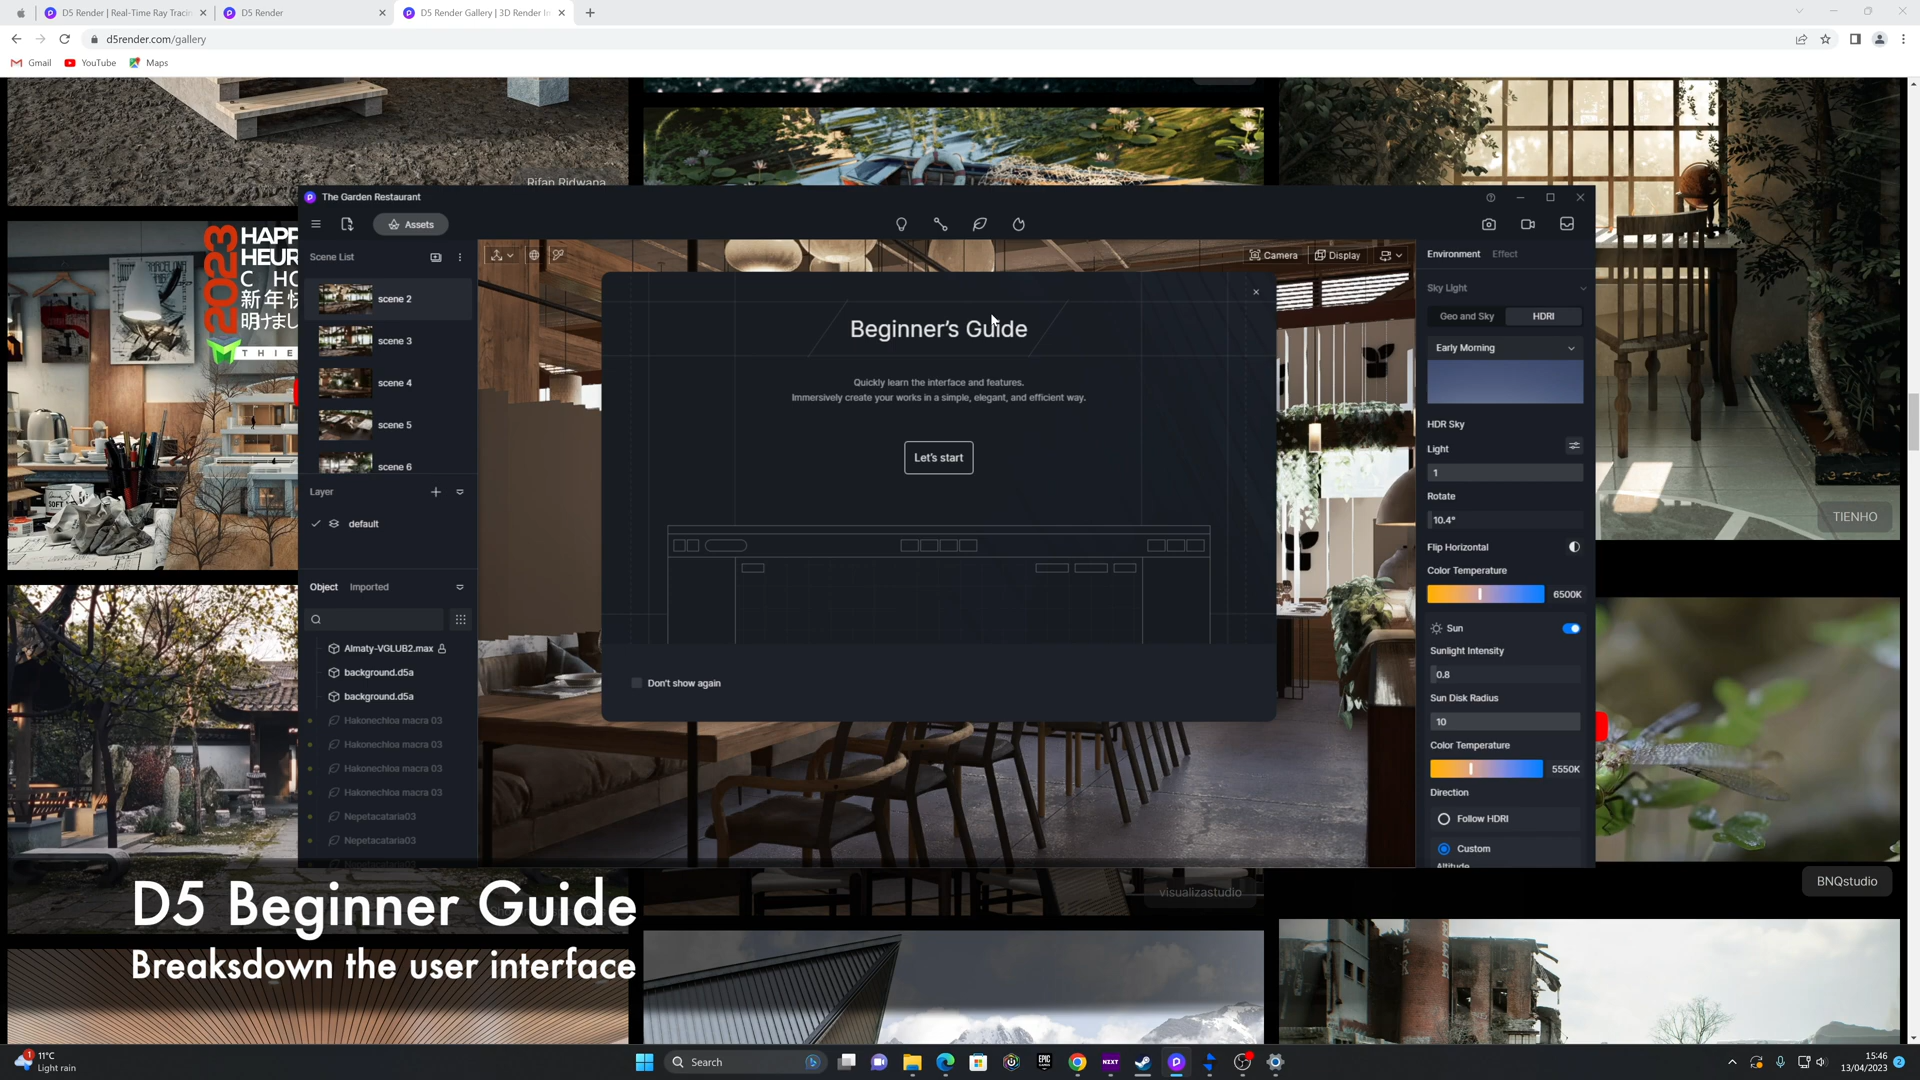 D5 Render | Real-Time Ray Tracin
D5 Render
D5 Render Gallery | 3D Render Im
d5render.com/gallery
Gmail
YouTube
Maps
Rifan Ridwana
The Garden Restaurant
Assets
Scene List
scene 2
scene 3
scene 4
scene 5
scene 6
Layer
default
Object
Imported
Almaty-VGLUB2.max
background.d5a
background.d5a
Hakonechloa macra 03
Hakonechloa macra 03
Hakonechloa macra 03
Hakonechloa macra 03
Nepetacataria03
Nepetacataria03
Camera
Display
Beginner's Guide
Quickly learn the interface and features.
Immersively create your works in a simple, elegant, and efficient way.
Let's start
Don't show again
Environment
Effect
Sky Light
Geo and Sky
HDRI
Early Morning
HDR Sky
Light
1
Rotate
10.4°
Flip Horizontal
Color Temperature
6500K
Sun
Sunlight Intensity
0.8
Sun Disk Radius
10
Color Temperature
5550K
Direction
Follow HDRI
Custom
Altitude
2023
HAPP
HEUR
C HO
新年快
明けまし
THIE
TIENHO
BNQstudio
visualizastudio
D5 Beginner Guide
Breaksdown the user interface
1
11°C
Light rain
Search
EPIC
NZXT
15:46
13/04/2023
2